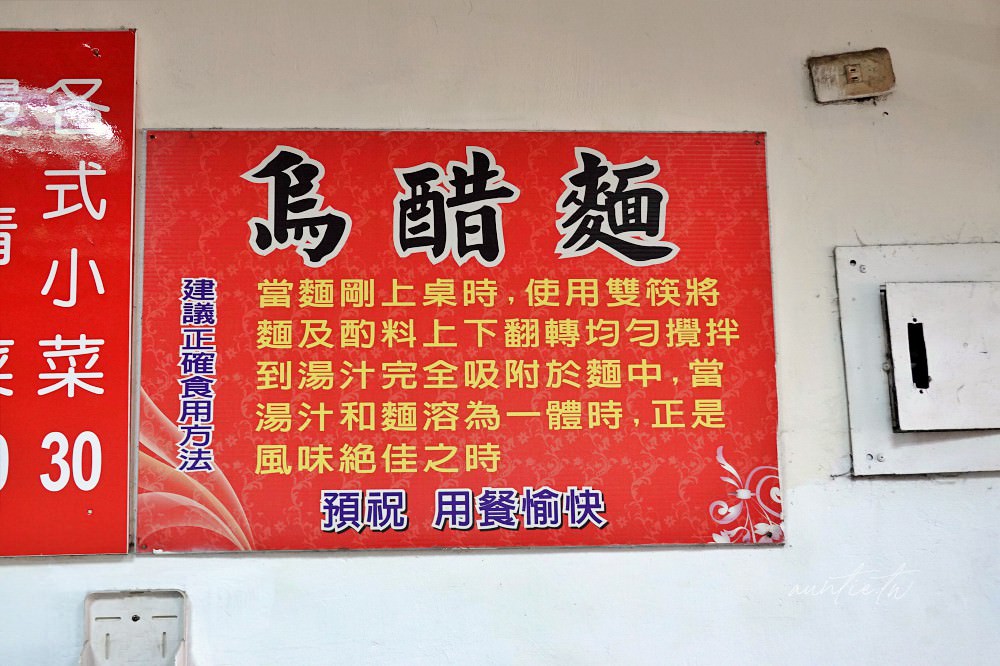 各式小菜 30
烏醋麵
建議正確食用方法
當麵剛上桌時,使用雙筷將
麵及酌料上下翻轉均勻攪拌
到湯汁完全吸附於麵中,當
湯汁和麵溶為一體時,正是
風味絕佳之時
預祝 用餐愉快
auntie.tw